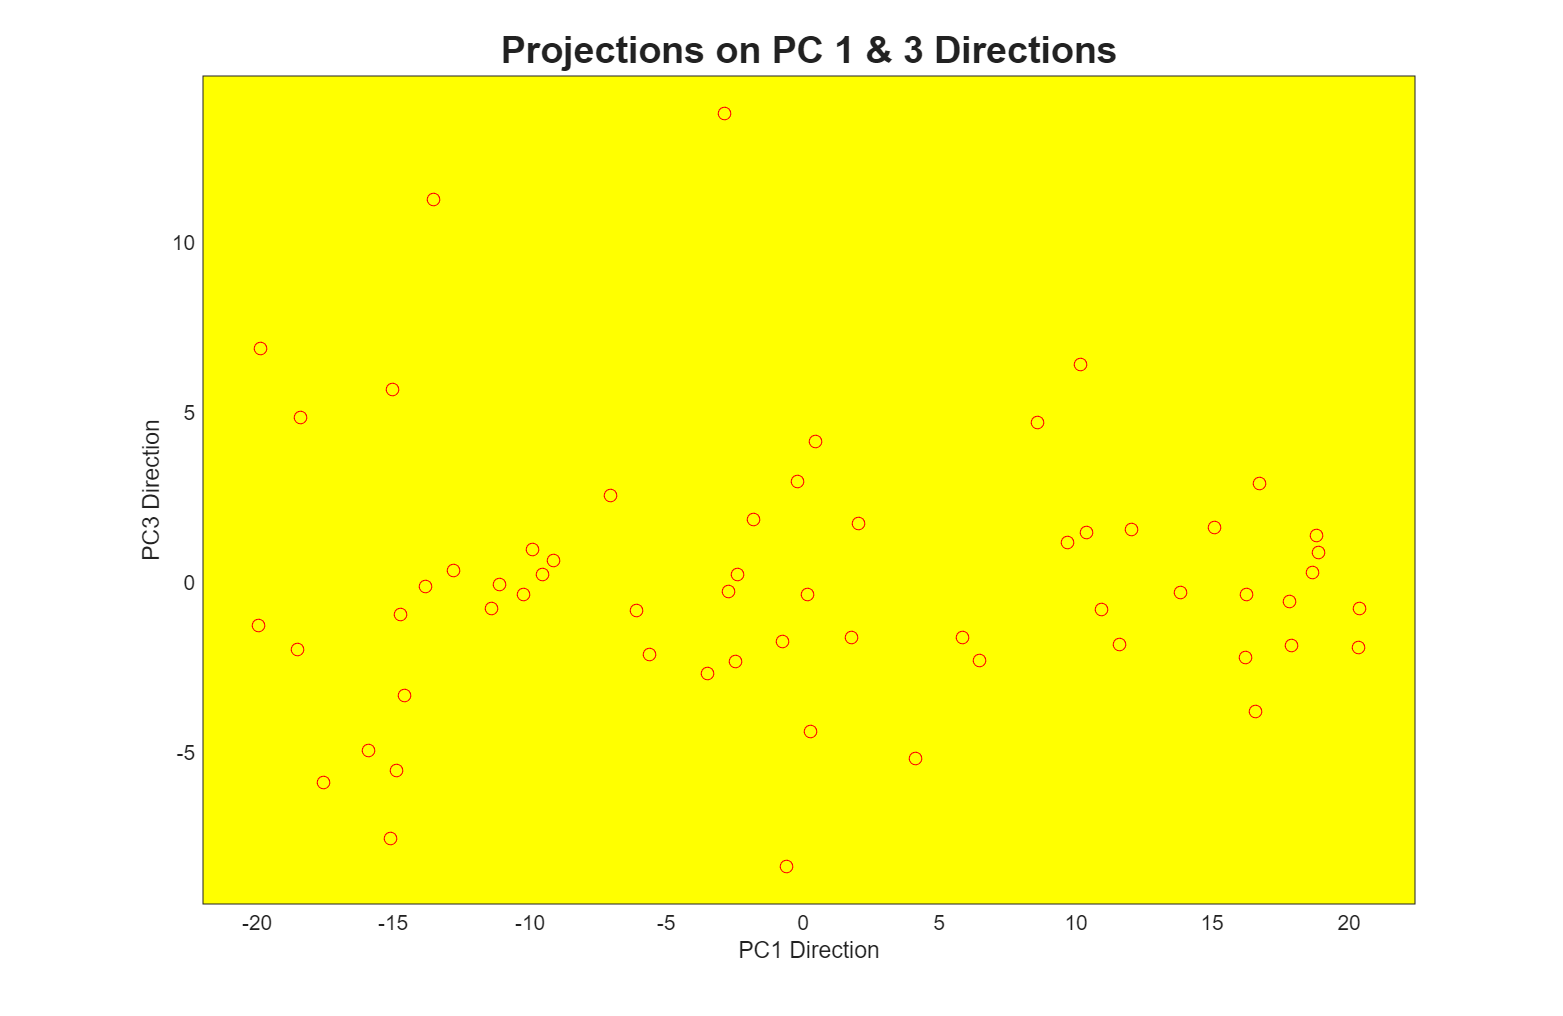 Projections on PC 1 & 3 Directions
10
5
0
-5
PC3 Direction
-20 -15 -10 -5 0 5 10 15 20
PC1 Direction